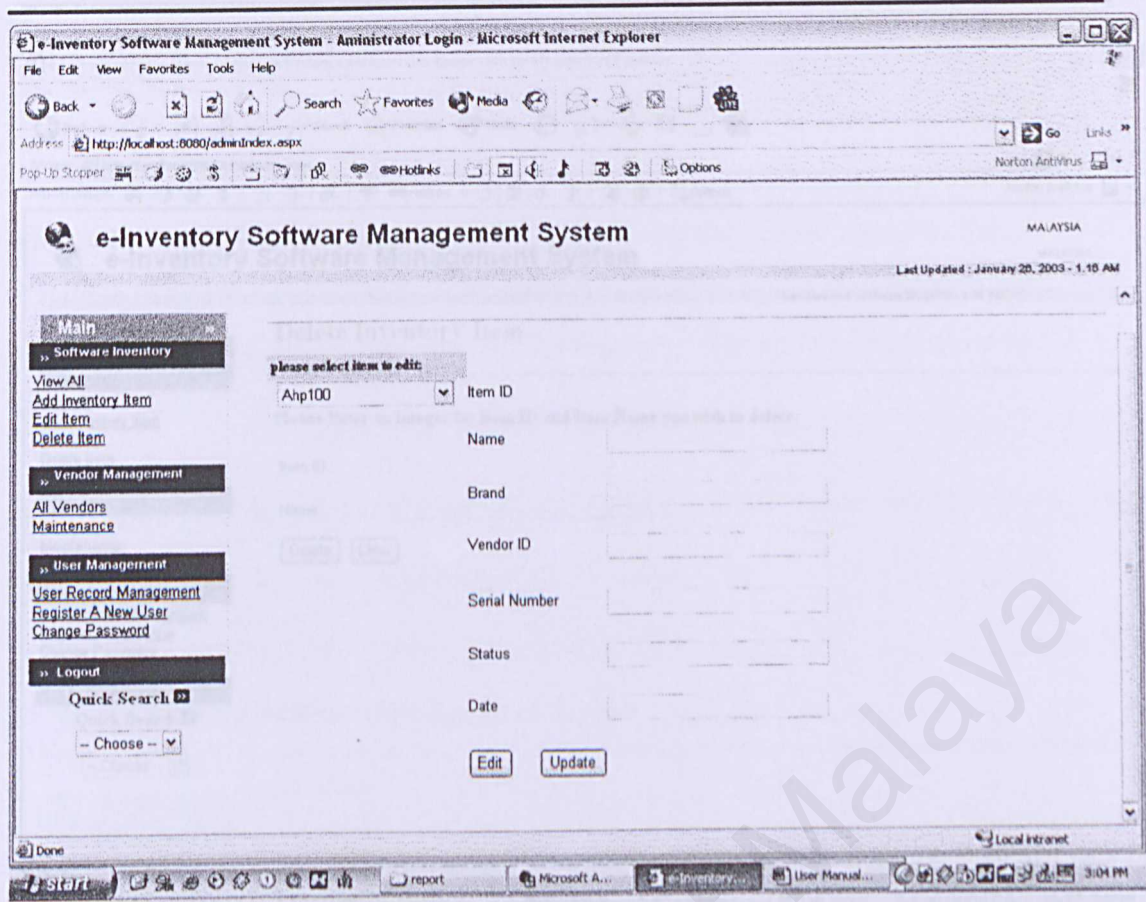 e-Inventory Software Management System - Aministrator Login - Microsoft Internet Explorer
File Edit View Favorites Tools Help
Back Search Favorites Media
Address http://localhost:8080/adminIndex.aspx Go Links »
Pop-Up Stopper Hotlinks Options Norton AntiVirus
e-Inventory Software Management System
MALAYSIA
Last Updated : January 28, 2003 - 1.16 AM
Main »
» Software Inventory
View All
Add Inventory Item
Edit Item
Delete Item
» Vendor Management
All Vendors
Maintenance
» User Management
User Record Management
Register A New User
Change Password
» Logout
Quick Search »
-- Choose --
Delete Inventory Item
please select item to edit:
Ahp100
Item ID
Name
Brand
Vendor ID
Serial Number
Status
Date
Edit Update
Malaya
Done Local intranet
start report Microsoft A... e-Inventory... User Manual... 3:04 PM